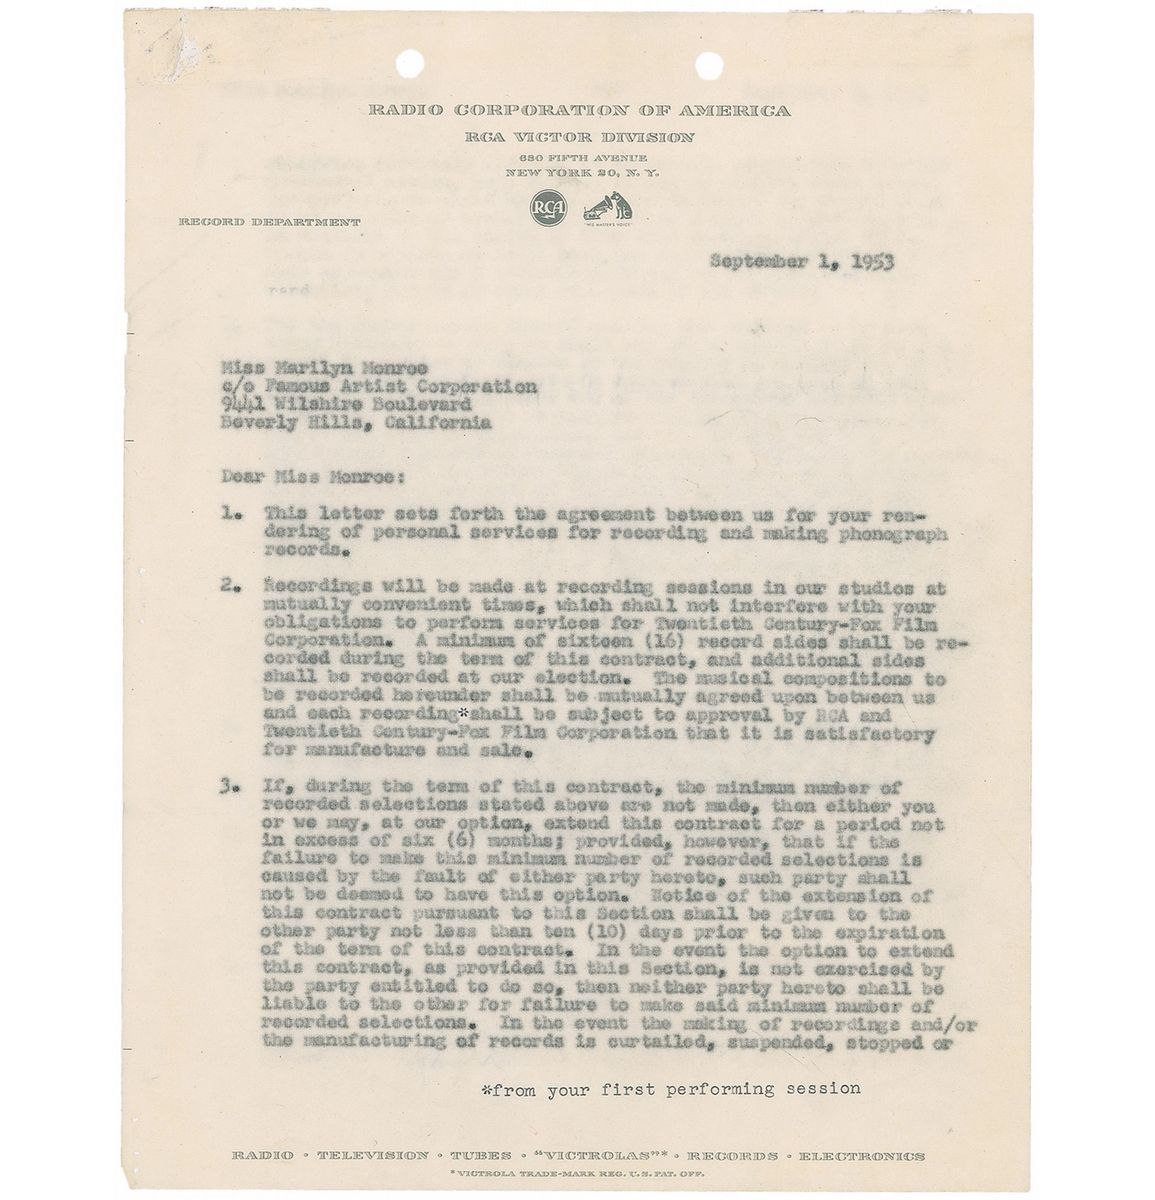 RADIO CORPORATION OF AMERICA
RCA VICTOR DIVISION
630 FIFTH AVENUE
NEW YORK 20, N. Y.
RCA
"HIS MASTER'S VOICE"
RECORD DEPARTMENT
September 1, 1953
Miss Marilyn Monroe
c/o Famous Artist Corporation
9441 Wilshire Boulevard
Beverly Hills, California
Dear Miss Monroe:
1. This letter sets forth the agreement between us for your ren-
dering of personal services for recording and making phonograph
records.
2. Recordings will be made at recording sessions in our studios at
mutually convenient times, which shall not interfere with your
obligations to perform services for Twentieth Century-Fox Film
Corporation. A minimum of sixteen (16) record sides shall be re-
corded during the term of this contract, and additional sides
shall be recorded at our election. The musical compositions to
be recorded hereunder shall be mutually agreed upon between us
and each recording*shall be subject to approval by RCA and
Twentieth Century-Fox Film Corporation that it is satisfactory
for manufacture and sale.
3. If, during the term of this contract, the minimum number of
recorded selections stated above are not made, then either you
or we may, at our option, extend this contract for a period not
in excess of six (6) months; provided, however, that if the
failure to make this minimum number of recorded selections is
caused by the fault of either party hereto, such party shall
not be deemed to have this option. Notice of the extension of
this contract pursuant to this Section shall be given to the
other party not less than ten (10) days prior to the expiration
of the term of this contract. In the event the option to extend
this contract, as provided in this Section, is not exercised by
the party entitled to do so, then neither party hereto shall be
liable to the other for failure to make said minimum number of
recorded selections. In the event the making of recordings and/or
the manufacturing of records is curtailed, suspended, stopped or
*from your first performing session
RADIO · TELEVISION · TUBES · "VICTROLAS"* · RECORDS · ELECTRONICS
*VICTROLA TRADE-MARK REG. U. S. PAT. OFF.